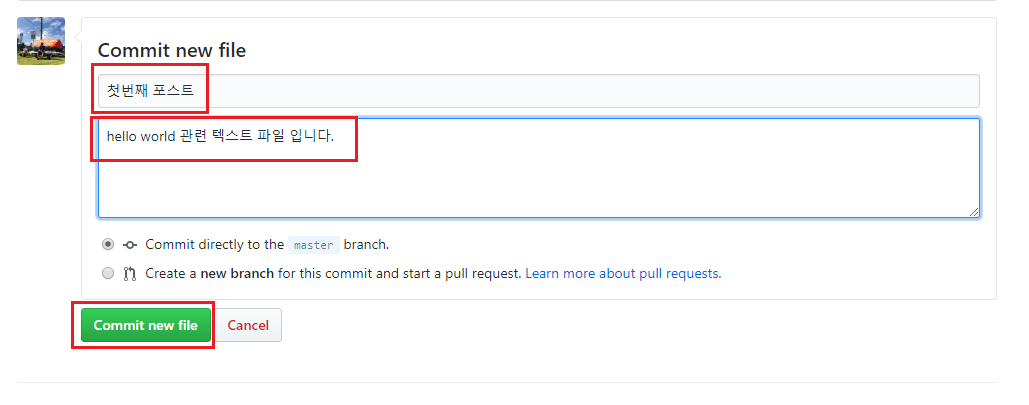 Commit new file
첫번째 포스트
hello world 관련 텍스트 파일 입니다.
Commit directly to the master branch.
Create a new branch for this commit and start a pull request. Learn more about pull requests.
Commit new file Cancel